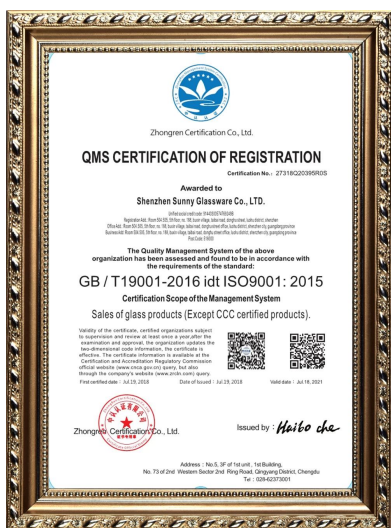 Zhongren Certification Co., Ltd.
QMS CERTIFICATION OF REGISTRATION
Certification No.: 27318Q20395R0S
Awarded to
Shenzhen Sunny Glassware Co., LTD.
The Quality Management System of the above
organization has been assessed and found to be in accordance with
the requirements of the standard:
GB / T19001-2016 idt ISO9001: 2015
Certification Scope of the Management System
Sales of glass products (Except CCC certified products).
Validity of the certificate; certified organizations subject
to supervision and review at least once a year after the
examination and approval, the organization updates the
two-dimensional code information, the certificate is
effective. The certificate information is available at the
Certification and Accreditation Regulatory Commission
official website (www.cnca.gov.cn) query, but also
through the company's website (www.zrcln.com) query.
First certified date : Jul.19, 2018 Date of Issued : Jul.19, 2018 Valid date : Jul.18, 2021
Zhongren Certification Co., Ltd.
Issued by : Haibo che
Address : No.5, 3F of 1st unit , 1st Building,
No. 73 of 2nd Western Sector 2nd Ring Road, Qingyang District, Chengdu
Tel : 028-62373001